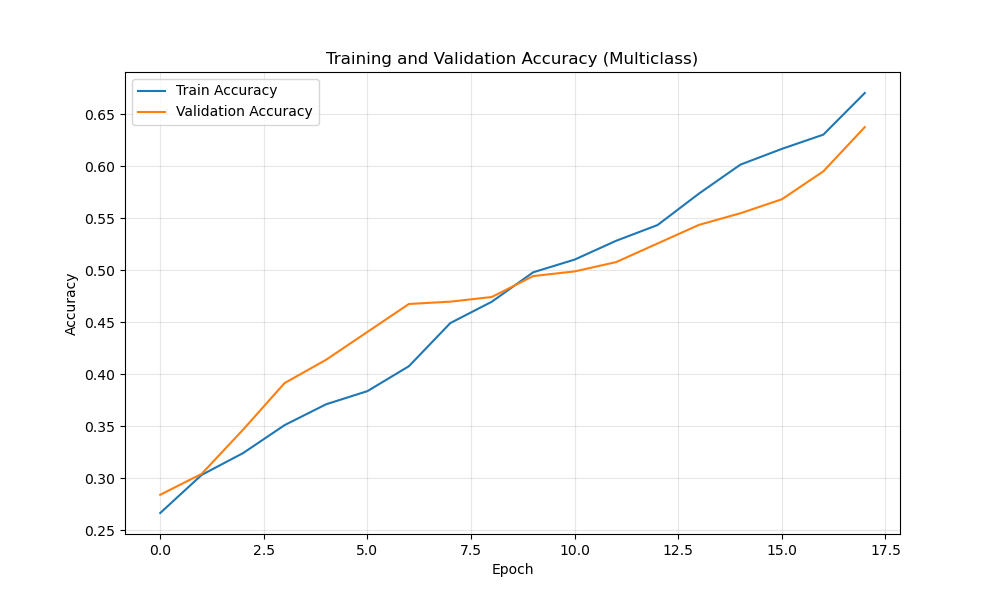 Training and Validation Accuracy (Multiclass)
Train Accuracy
Validation Accuracy
0.65
0.60
0.55
0.50
0.45
0.40
0.35
0.30
0.25
Accuracy
0.0 2.5 5.0 7.5 10.0 12.5 15.0 17.5
Epoch